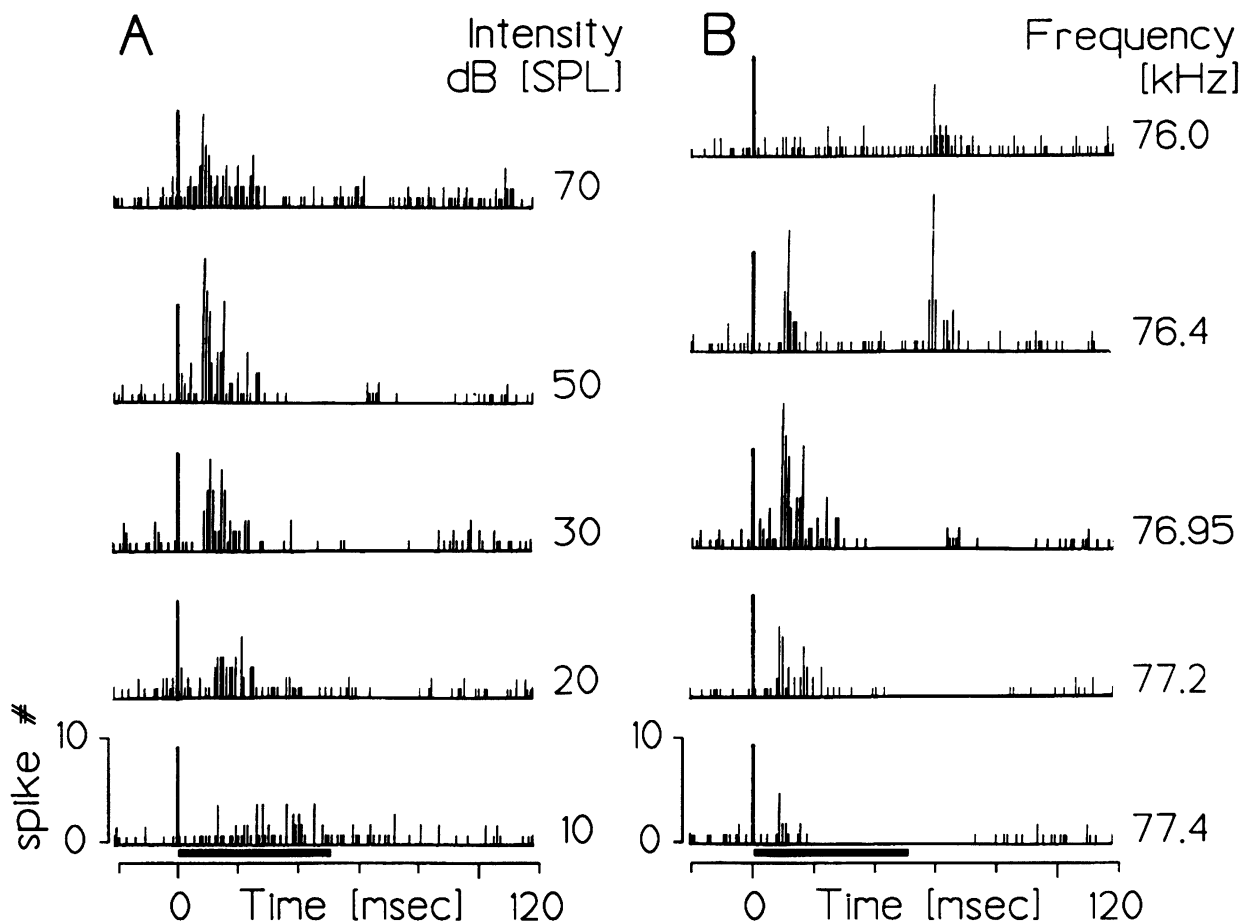 A
Intensity
dB [SPL]
70
50
30
20
10
spike #
10
0
0 Time [msec] 120
B
Frequency
[kHz]
76.0
76.4
76.95
77.2
77.4
10
0
0 Time [msec] 120